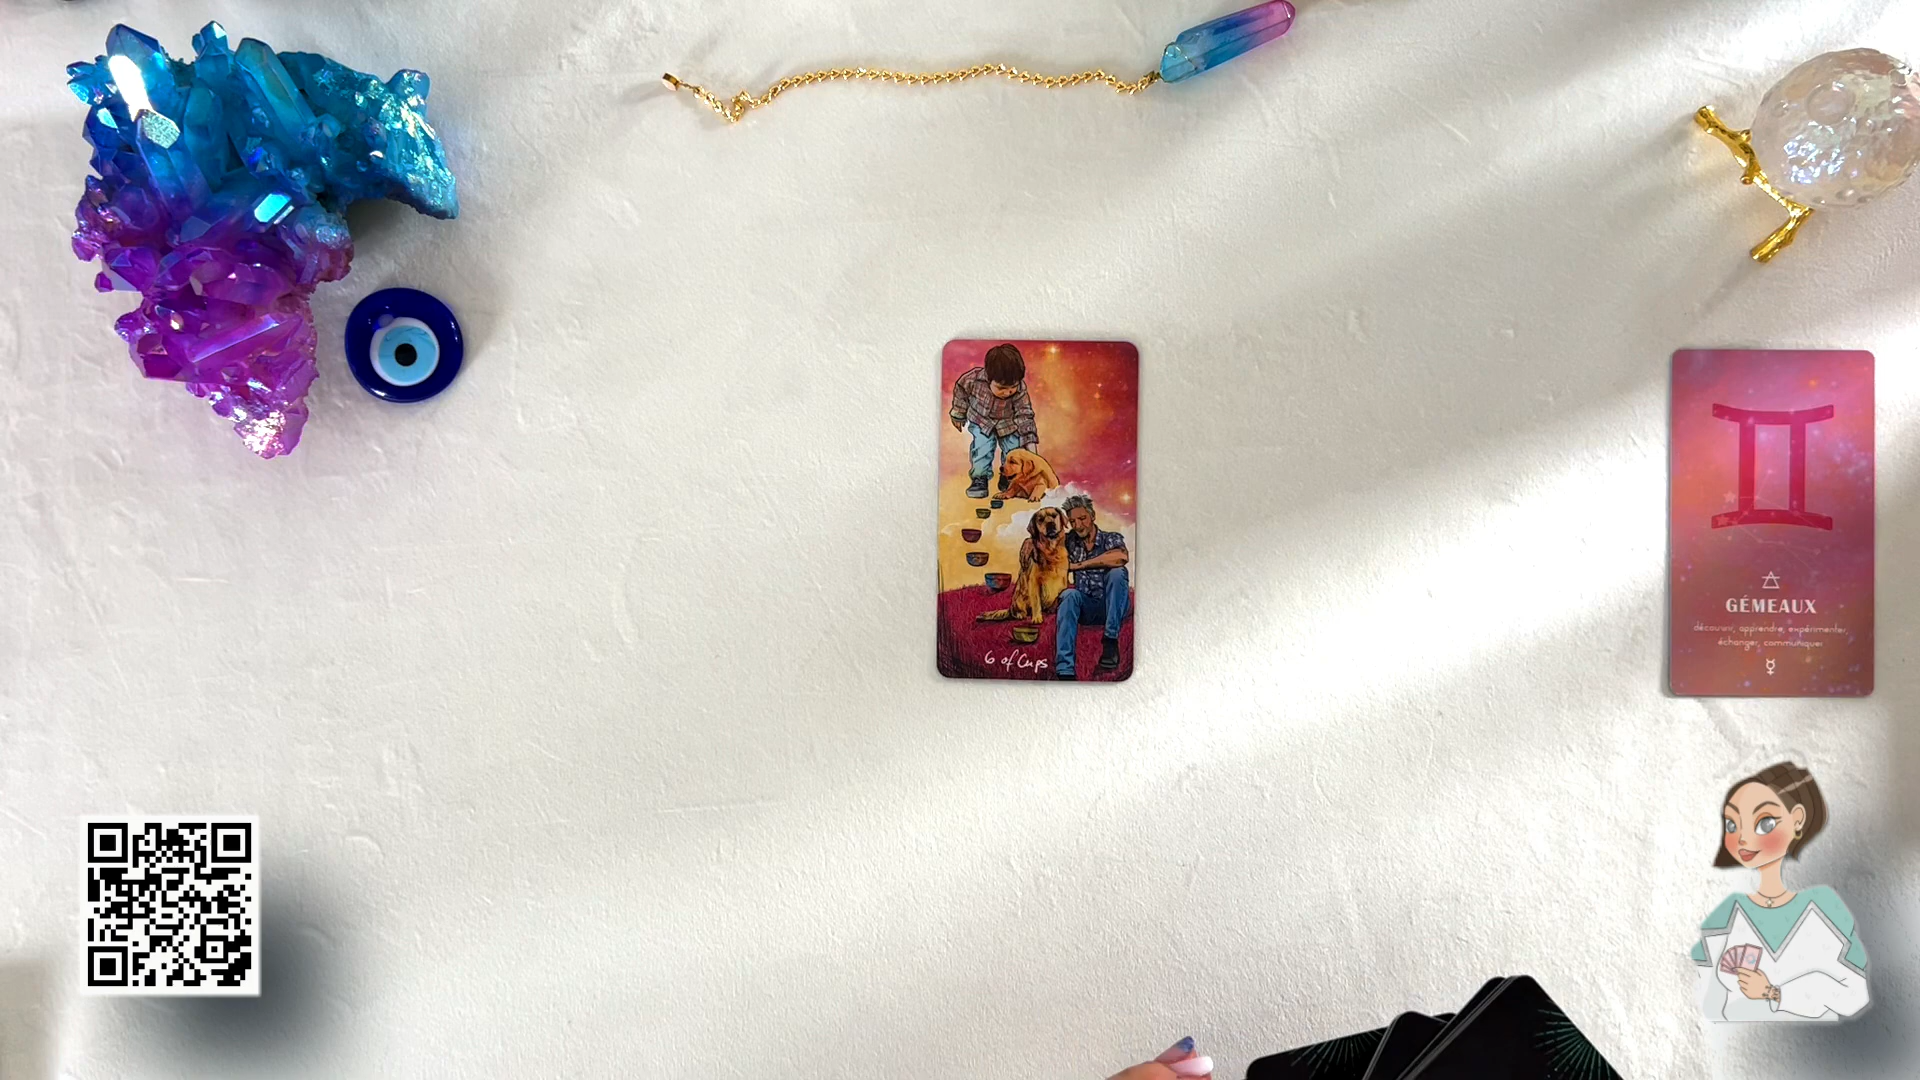 6 of Cups
GÉMEAUX
découvrir, apprendre, expérimenter,
échanger, communiquer